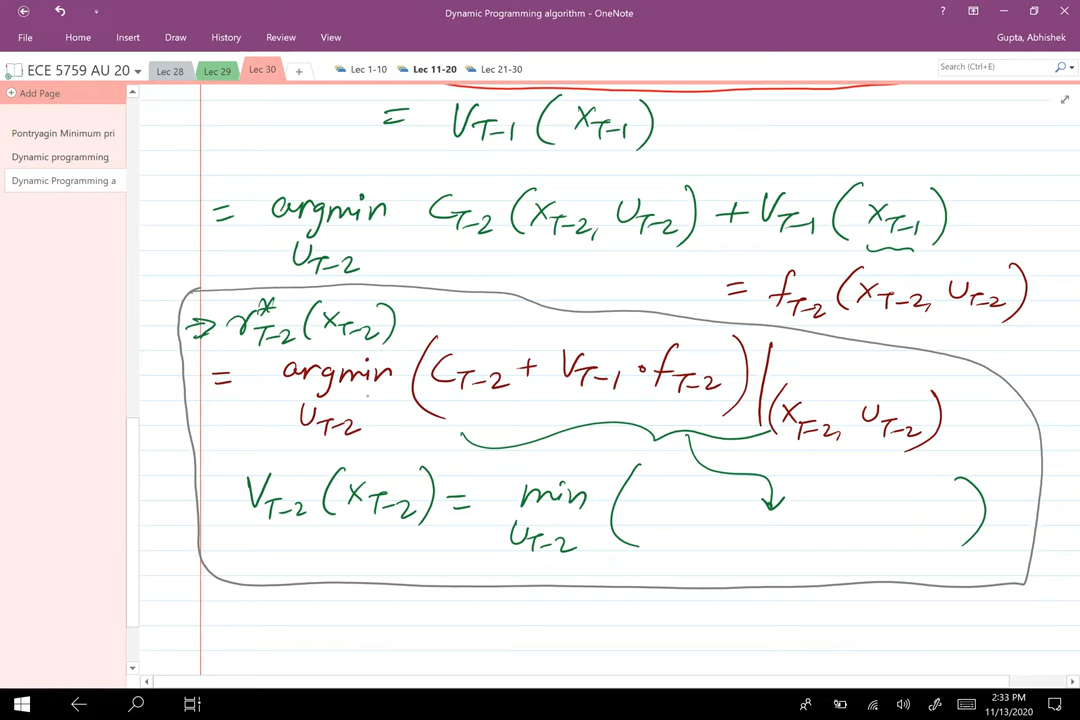 Dynamic Programming algorithm - OneNote
?
File Home Insert Draw History Review View
Gupta, Abhishek
ECE 5759 AU 20
Lec 28 Lec 29 Lec 30 +
Lec 1-10 Lec 11-20 Lec 21-30
Search (Ctrl+E)
Add Page
Pontryagin Minimum pri
Dynamic programming
Dynamic Programming a
= V_{T-1} (x_{T-1})
= argmin C_{T-2} (x_{T-2}, u_{T-2}) + V_{T-1} (x_{T-1})
u_{T-2}
= f_{T-2} (x_{T-2}, u_{T-2})
⇒ γ*_{T-2} (x_{T-2})
= argmin (C_{T-2} + V_{T-1} ∘ f_{T-2}) | (x_{T-2}, u_{T-2})
u_{T-2}
V_{T-2} (x_{T-2}) = min ( )
u_{T-2}
2:33 PM
11/13/2020